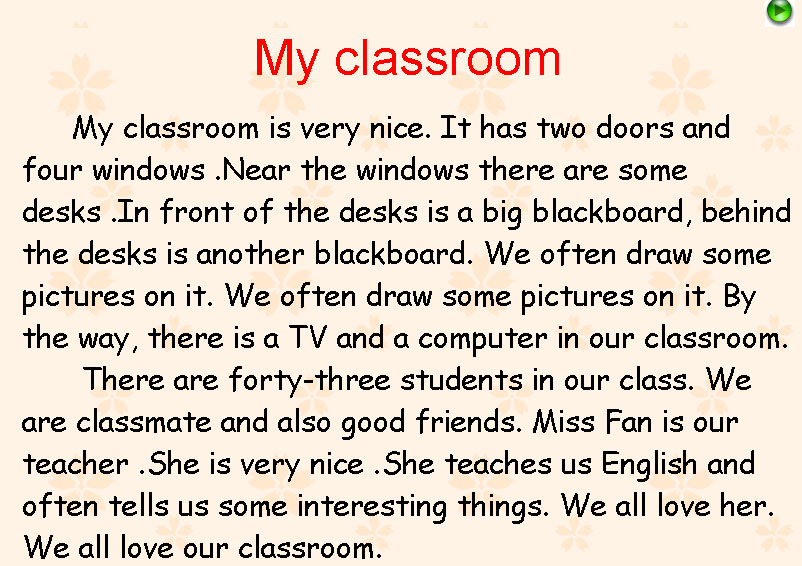 My classroom
My classroom is very nice. It has two doors and
four windows .Near the windows there are some
desks .In front of the desks is a big blackboard, behind
the desks is another blackboard. We often draw some
pictures on it. We often draw some pictures on it. By
the way, there is a TV and a computer in our classroom.
There are forty-three students in our class. We
are classmate and also good friends. Miss Fan is our
teacher .She is very nice .She teaches us English and
often tells us some interesting things. We all love her.
We all love our classroom.